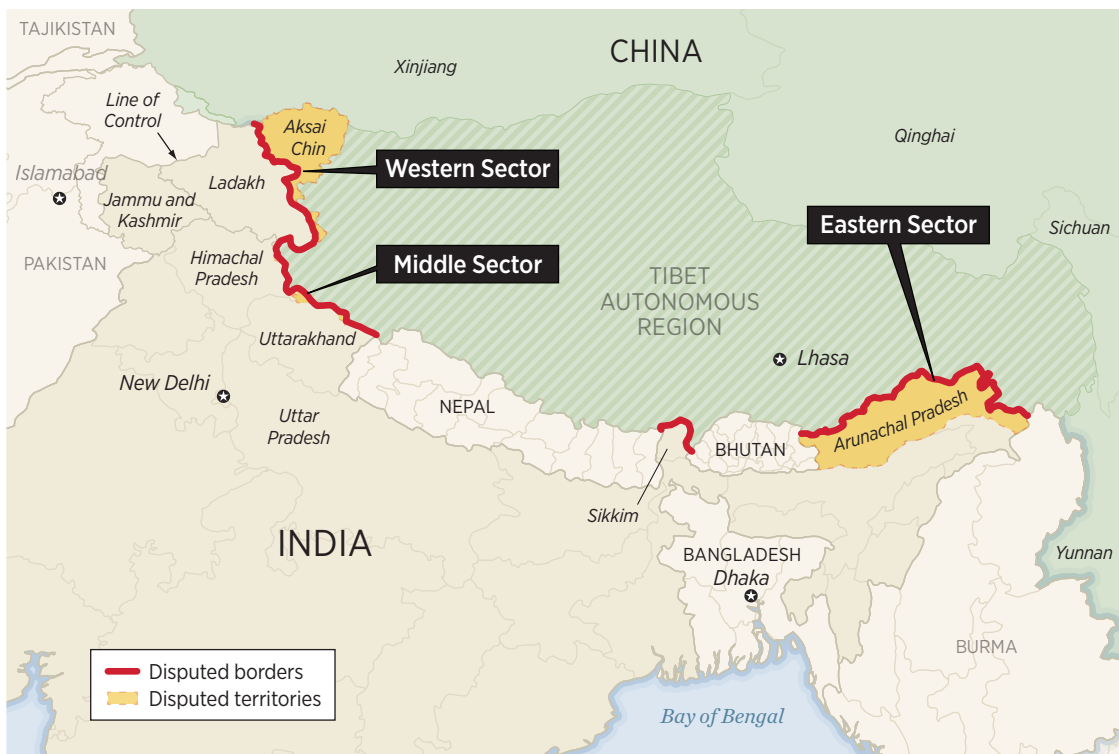 TAJIKISTAN
CHINA
Xinjiang
Line of
Control
Aksai
Chin
Qinghai
Islamabad
Ladakh
Western Sector
Jammu and
Kashmir
Eastern Sector
Sichuan
PAKISTAN
Himachal
Pradesh
Middle Sector
TIBET
AUTONOMOUS
REGION
Uttarakhand
Lhasa
New Delhi
NEPAL
Uttar
Pradesh
BHUTAN
Arunachal Pradesh
Sikkim
INDIA
BANGLADESH
Dhaka
Yunnan
BURMA
Disputed borders
Disputed territories
Bay of Bengal